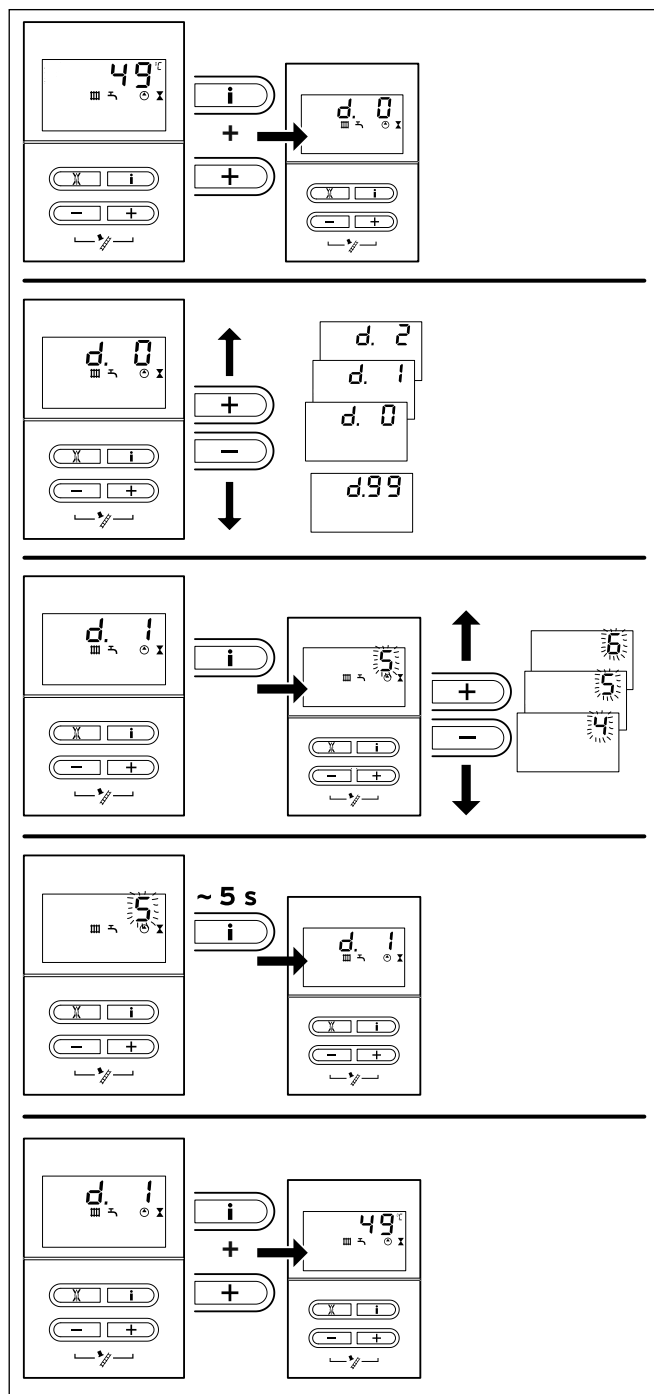 49 °C
i
+
+
i
- +
d. 0
i
- +
d. 0
i
- +
+
-
d. 2
d. 1
d. 0
d.99
d. 1
i
- +
i
5
i
- +
+
-
6
5
4
5
i
- +
~ 5 s
i
d. 1
i
- +
d. 1
i
- +
i
+
+
49 °C
i
- +